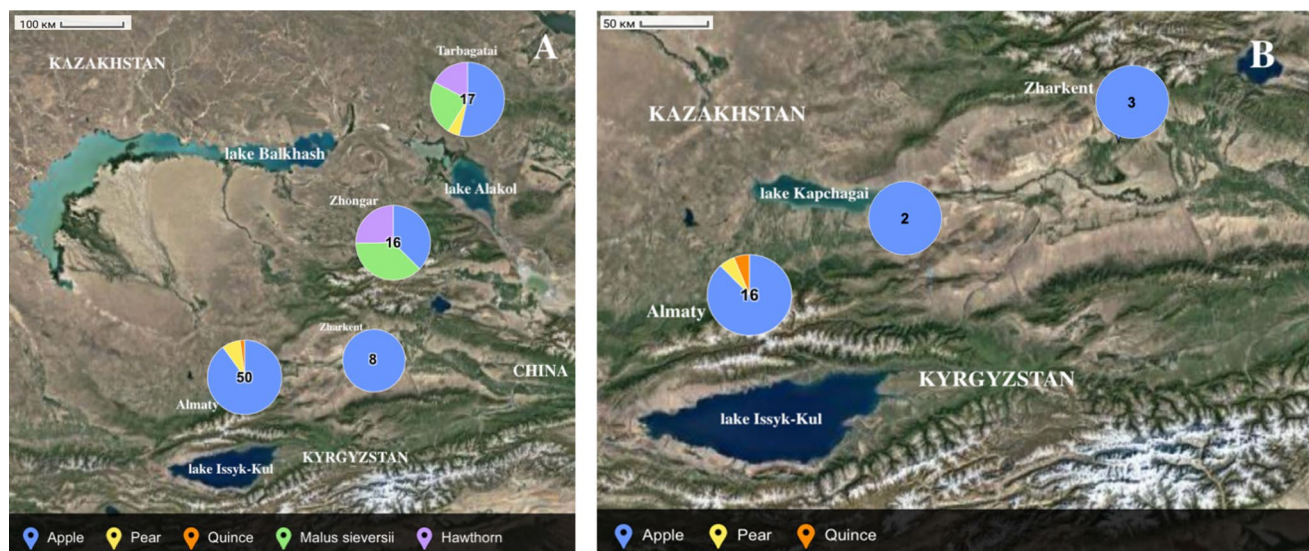 100 км
A
Tarbagatai
KAZAKHSTAN
17
lake Balkhash
lake Alakol
Zhongar
16
Zharkent
8
CHINA
50
Almaty
KYRGYZSTAN
lake Issyk-Kul
Apple Pear Quince Malus sieversii Hawthorn
50 км
B
Zharkent
3
KAZAKHSTAN
lake Kapchagai
2
16
Almaty
KYRGYZSTAN
lake Issyk-Kul
Apple Pear Quince